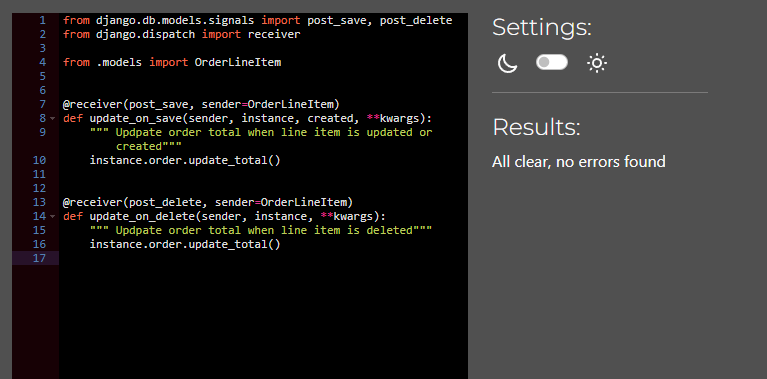 1 from django.db.models.signals import post_save, post_delete
2 from django.dispatch import receiver
3
4 from .models import OrderLineItem
5
6
7 @receiver(post_save, sender=OrderLineItem)
8 def update_on_save(sender, instance, created, **kwargs):
9 """ Updpate order total when line item is updated or
created"""
10 instance.order.update_total()
11
12
13 @receiver(post_delete, sender=OrderLineItem)
14 def update_on_delete(sender, instance, **kwargs):
15 """ Updpate order total when line item is deleted"""
16 instance.order.update_total()
17
Settings:
Results:
All clear, no errors found